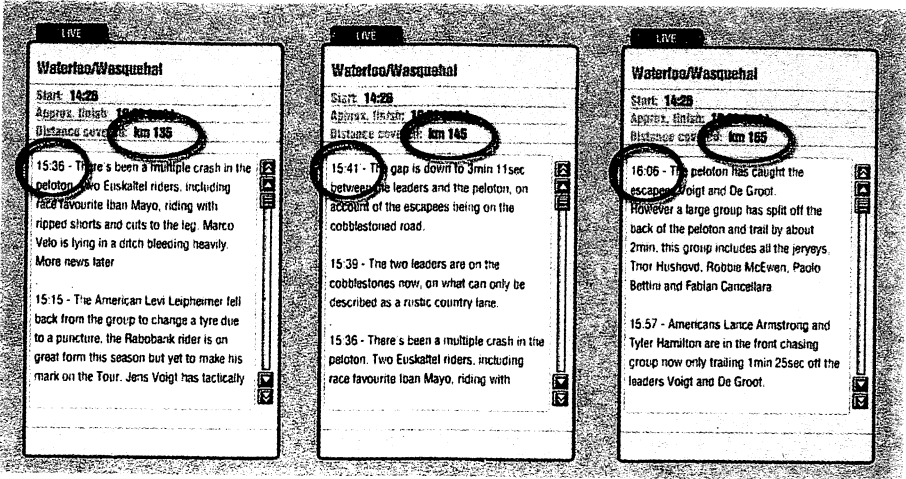 LIVE
Waterloo/Wasquehal
Start: 14:26
Approx. finish:
Distance covered: km 135
15:36 - There's been a multiple crash in the
peloton. Two Euskaltel riders, including
race favourite Iban Mayo, riding with
ripped shorts and cuts to the leg. Marco
Velo is lying in a ditch bleeding heavily.
More news later
15:15 - The American Levi Leipheimer fell
back from the group to change a tyre due
to a puncture, the Rabobank rider is on
great form this season but yet to make his
mark on the Tour. Jens Voigt has tactically
LIVE
Waterloo/Wasquehal
Start: 14:26
Approx. finish:
Distance covered: km 145
15:41 - The gap is down to 3min 11sec
between the leaders and the peloton, on
account of the escapees being on the
cobblestoned road.
15:39 - The two leaders are on the
cobblestones now, on what can only be
described as a rustic country lane.
15:36 - There's been a multiple crash in the
peloton. Two Euskaltel riders, including
race favourite Iban Mayo, riding with
LIVE
Waterloo/Wasquehal
Start: 14:26
Approx. finish:
Distance covered: km 165
16:06 - The peloton has caught the
escapees Voigt and De Groot.
However a large group has split off the
back of the peloton and trail by about
2min, this group includes all the jerseys.
Thor Hushovd, Robbie McEwen, Paolo
Bettini and Fabian Cancellara
15.57 - Americans Lance Armstrong and
Tyler Hamilton are in the front chasing
group now only trailing 1min 25sec off the
leaders Voigt and De Groot.